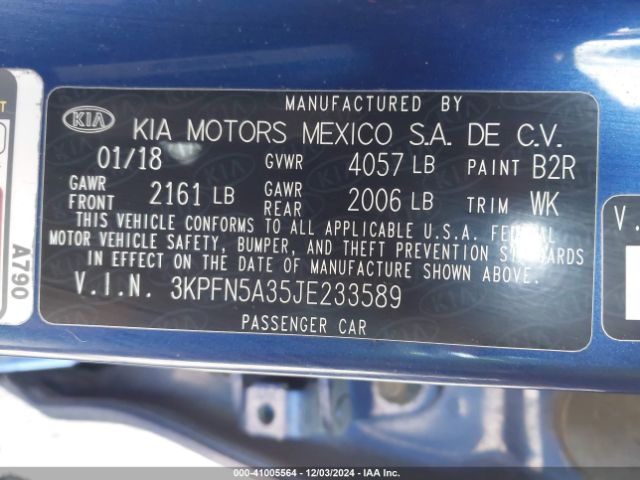 MANUFACTURED BY
KIA KIA MOTORS MEXICO S.A. DE C.V.
01/18 GVWR 4057 LB PAINT B2R
GAWR FRONT 2161 LB GAWR REAR 2006 LB TRIM WK
THIS VEHICLE CONFORMS TO ALL APPLICABLE U.S.A. FEDERAL
MOTOR VEHICLE SAFETY, BUMPER, AND THEFT PREVENTION STANDARDS
IN EFFECT ON THE DATE OF MANUFACTURE SHOWN ABOVE.
V.I.N. 3KPFN5A35JE233589
PASSENGER CAR
A790
V.
000-41005564 - 12/03/2024 - IAAI.COM